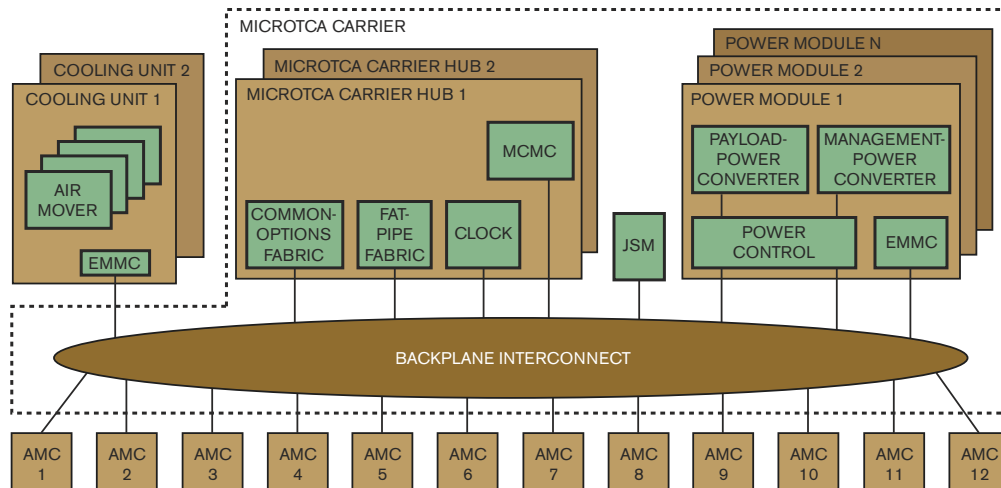 MICROTCA CARRIER
COOLING UNIT 2
COOLING UNIT 1
AIR
MOVER
EMMC
MICROTCA CARRIER HUB 2
MICROTCA CARRIER HUB 1
MCMC
COMMON-
OPTIONS
FABRIC
FAT-
PIPE
FABRIC
CLOCK
JSM
POWER MODULE N
POWER MODULE 2
POWER MODULE 1
PAYLOAD-
POWER
CONVERTER
MANAGEMENT-
POWER
CONVERTER
POWER
CONTROL
EMMC
BACKPLANE INTERCONNECT
AMC
1
AMC
2
AMC
3
AMC
4
AMC
5
AMC
6
AMC
7
AMC
8
AMC
9
AMC
10
AMC
11
AMC
12